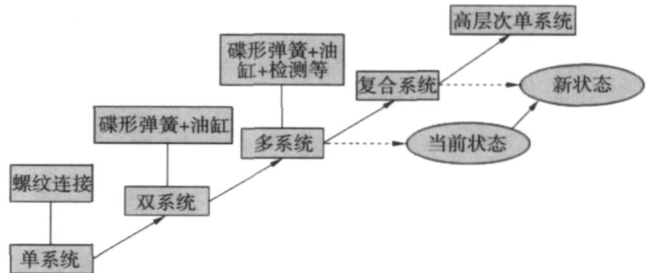 高层次单系统
碟形弹簧+油
缸+检测等
复合系统
新状态
碟形弹簧+油缸
多系统
当前状态
螺纹连接
双系统
单系统